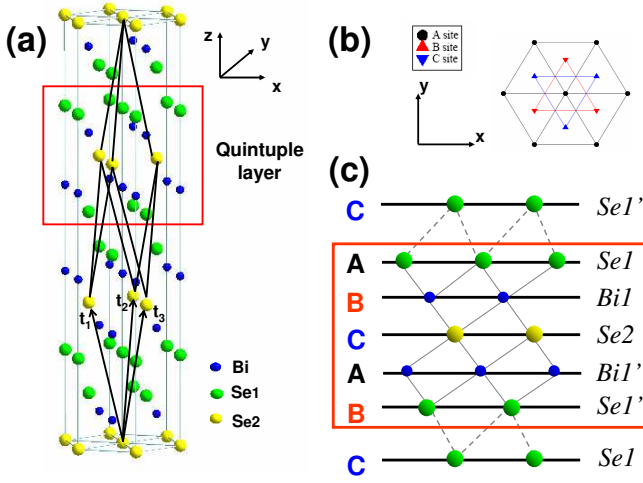 (a)
z
y
x
Quintuple
layer
t1
t2
t3
Bi
Se1
Se2
(b)
A site
B site
C site
y
x
(c)
C Se1'
A Se1
B Bi1
C Se2
A Bi1'
B Se1'
C Se1